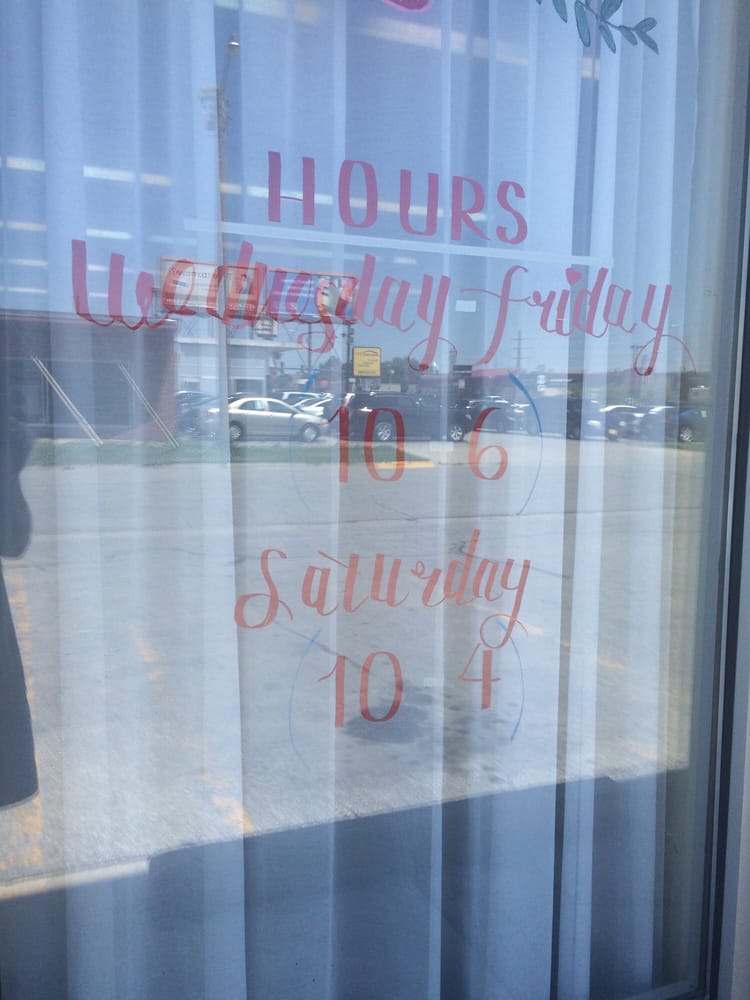 HOURS
Wednesday-friday
(10-6)
Saturday
(10-4)